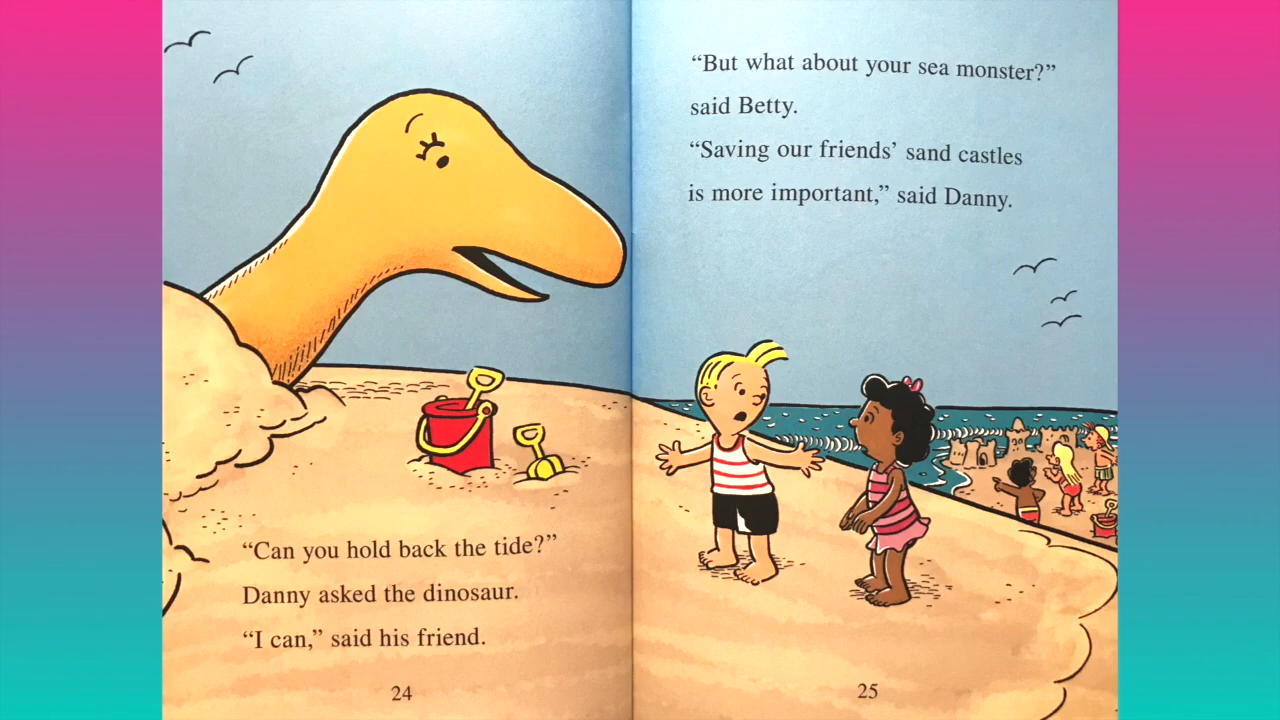 “Can you hold back the tide?”
Danny asked the dinosaur.
“I can,” said his friend.
24
“But what about your sea monster?”
said Betty.
“Saving our friends’ sand castles
is more important,” said Danny.
25